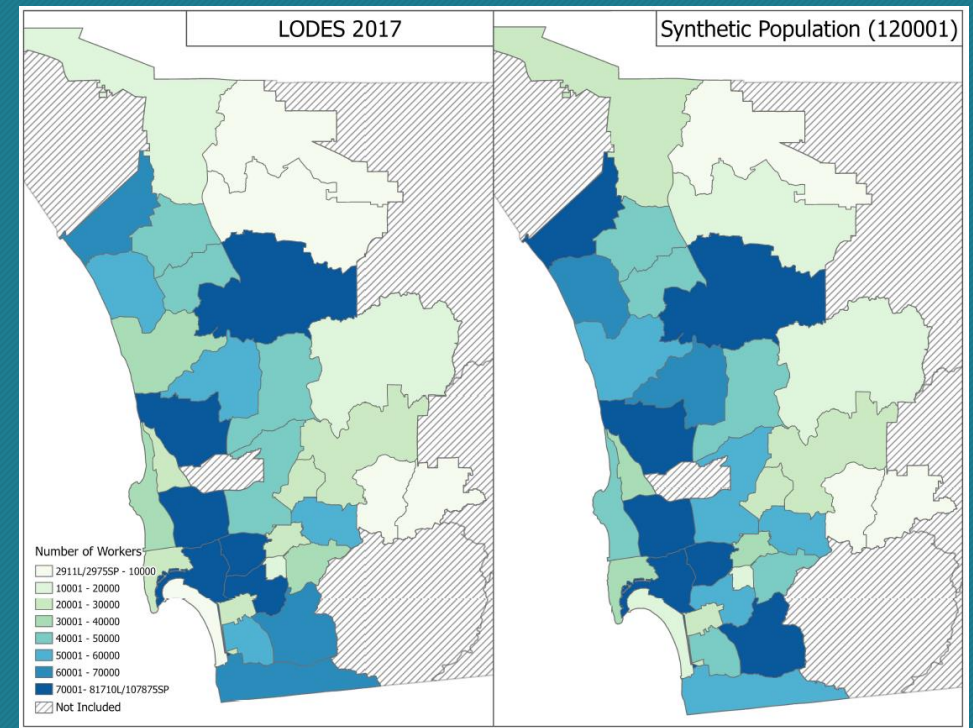 LODES 2017
Synthetic Population (120001)
Number of Workers
2911L/2975SP - 10000
10001 - 20000
20001 - 30000
30001 - 40000
40001 - 50000
50001 - 60000
60001 - 70000
70001- 81710L/107875SP
Not Included